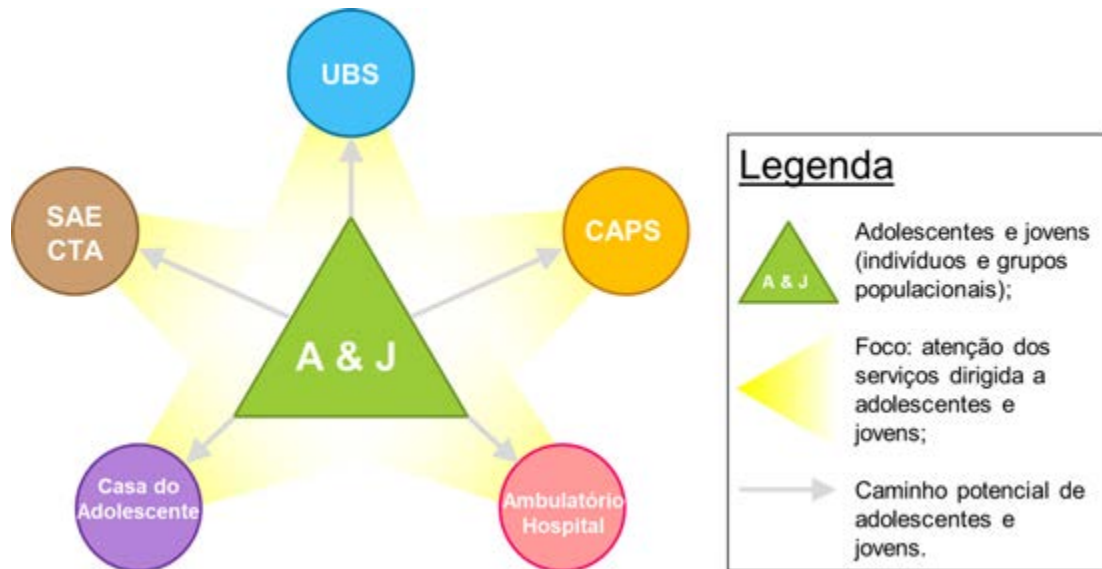 UBS
SAE
CTA
CAPS
A & J
Casa do
Adolescente
Ambulatório
Hospital
Legenda
A & J
Adolescentes e jovens
(indivíduos e grupos
populacionais);
Foco: atenção dos
serviços dirigida a
adolescentes e
jovens;
Caminho potencial de
adolescentes e
jovens.